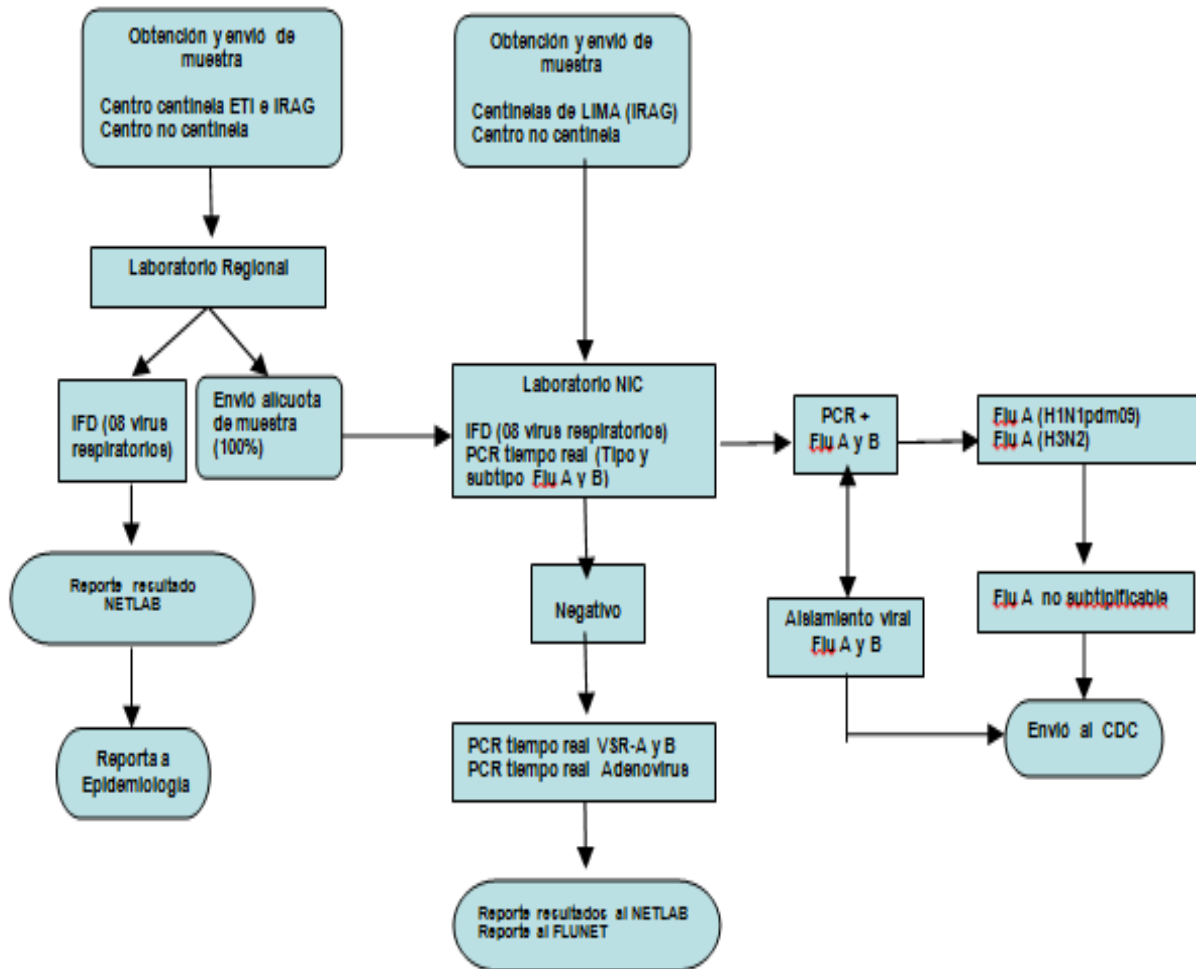 Obtención y envió de
muestra
Centro centinela ETI e IRAG
Centro no centinela
Obtención y envió de
muestra
Centinelas de LIMA (IRAG)
Centro no centinela
Laboratorio Regional
IFD (08 virus
respiratorios)
Envió alicuota
de muestra
(100%)
Laboratorio NIC
IFD (08 virus respiratorios)
PCR tiempo real (Tipo y
subtipo Flu A y B)
PCR +
Flu A y B
Flu A (H1N1pdm09)
Flu A (H3N2)
Reporte resultado
NETLAB
Negativo
Aislamiento viral
Flu A y B
Flu A no subtipificable
Reporta a
Epidemiologia
PCR tiempo real VSR-A y B
PCR tiempo real Adenovirus
Envió al CDC
Reporte resultados al NETLAB
Reporte al FLUNET